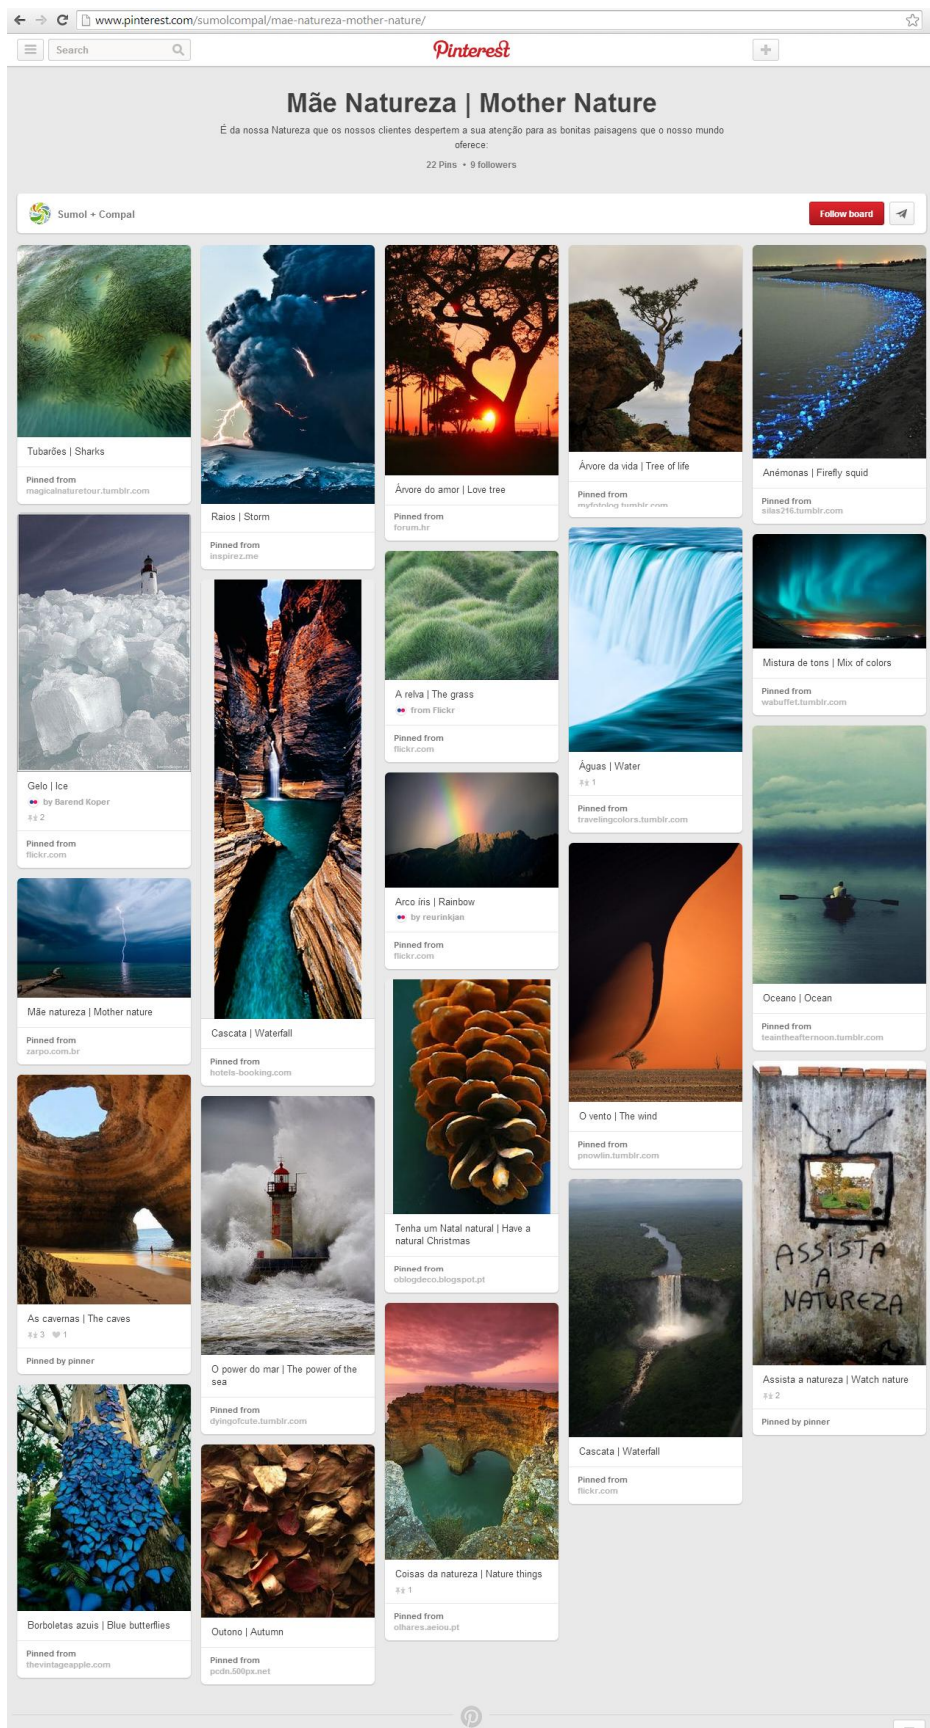 www.pinterest.com/sumolcompal/mae-natureza-mother-nature/
Search
Pinterest
Mãe Natureza | Mother Nature
É da nossa Natureza que os nossos clientes despertem a sua atenção para as bonitas paisagens que o nosso mundo
oferece:
22 Pins • 9 followers
Sumol + Compal
Follow board
Tubarões | Sharks
Pinned from
magicalnaturetour.tumblr.com
Gelo | Ice
by Barend Koper
2
Pinned from
flickr.com
Mãe natureza | Mother nature
Pinned from
zarpo.com.br
As cavernas | The caves
3 1
Pinned by pinner
Borboletas azuis | Blue butterflies
Pinned from
thevintageapple.com
Raios | Storm
Pinned from
inspirez.me
Cascata | Waterfall
Pinned from
hotels-booking.com
O power do mar | The power of the
sea
Pinned from
dyingofcute.tumblr.com
Outono | Autumn
Pinned from
pcdn.500px.net
Árvore do amor | Love tree
Pinned from
forum.hr
A relva | The grass
from Flickr
Pinned from
flickr.com
Arco íris | Rainbow
by reurinkjan
Pinned from
flickr.com
Tenha um Natal natural | Have a
natural Christmas
Pinned from
oblogdeco.blogspot.pt
Coisas da natureza | Nature things
1
Pinned from
olhares.aeiou.pt
Árvore da vida | Tree of life
Pinned from
myfotolog.tumblr.com
Águas | Water
1
Pinned from
travelingcolors.tumblr.com
O vento | The wind
Pinned from
pnowlin.tumblr.com
Cascata | Waterfall
Pinned from
flickr.com
Anémonas | Firefly squid
Pinned from
silas216.tumblr.com
Mistura de tons | Mix of colors
Pinned from
wabuffet.tumblr.com
Oceano | Ocean
Pinned from
teaintheafternoon.tumblr.com
ASSISTA
A
NATUREZA
Assista a natureza | Watch nature
2
Pinned by pinner